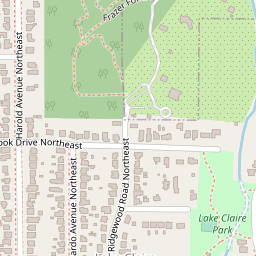 Frazer Fo
Harold Avenue Northeast
ook Drive Northeast
Ridgewood Road Northeast
ardo Avenue Northeast
Lake Claire
Park